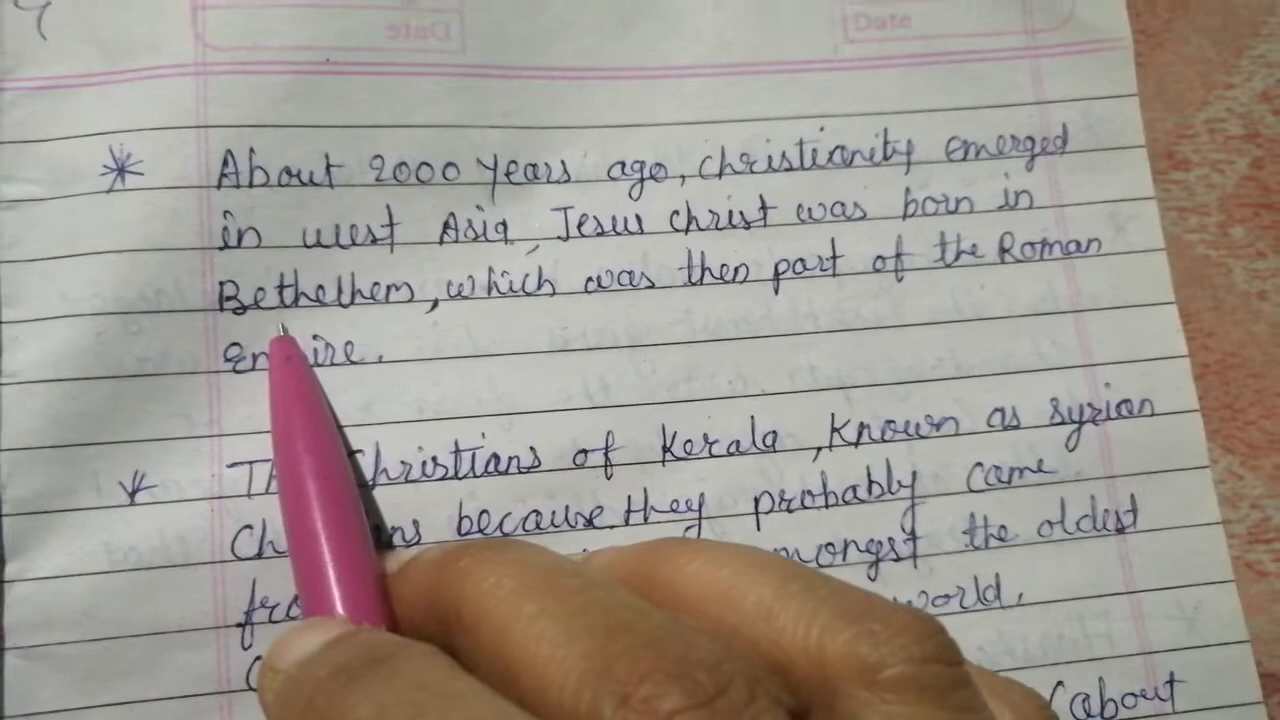 Date
Date
* About 2000 years ago, christianity emerged
in west Asia, Jesus christ was born in
Bethelhem, which was then part of the Roman
christians of Kerala, known as syrian
because they probably came
the oldest
world.
(about